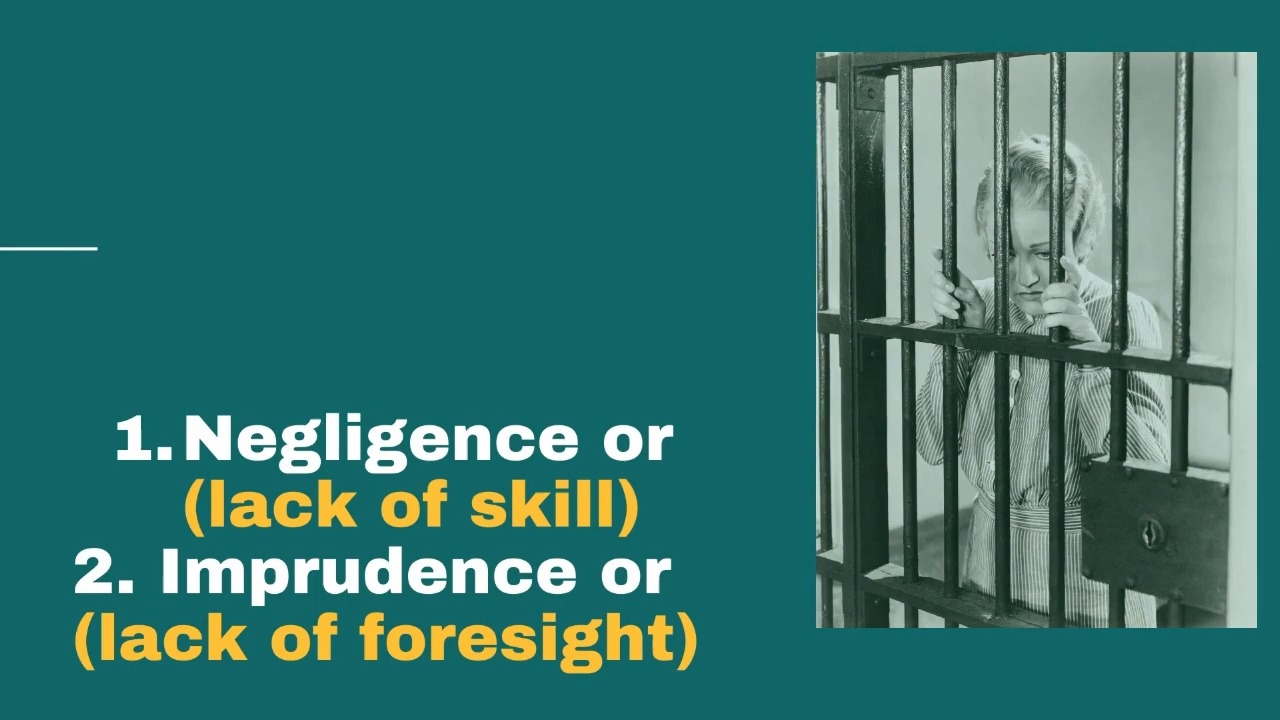 1. Negligence or
(lack of skill)
2. Imprudence or
(lack of foresight)